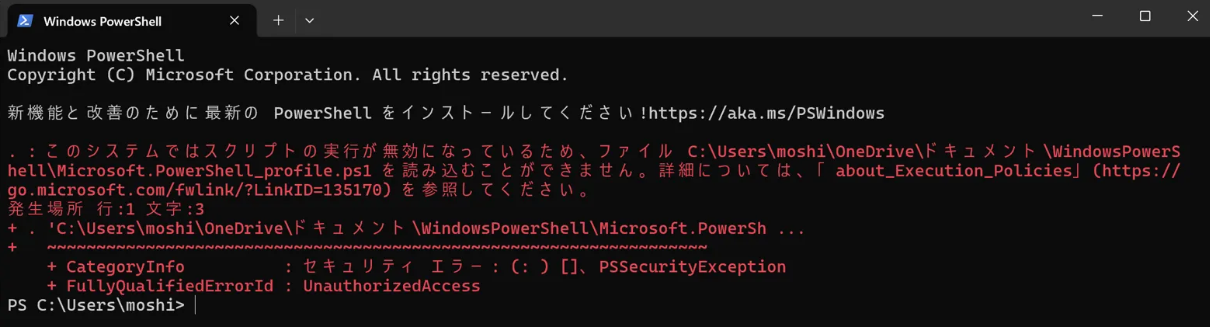 Windows PowerShell
Windows PowerShell
Copyright (C) Microsoft Corporation. All rights reserved.
新機能と改善のために最新の PowerShell をインストールしてください!https://aka.ms/PSWindows
. : このシステムではスクリプトの実行が無効になっているため、ファイル C:\Users\moshi\OneDrive\ドキュメント\WindowsPowerS
hell\Microsoft.PowerShell_profile.ps1 を読み込むことができません。詳細については、「about_Execution_Policies」(https://
go.microsoft.com/fwlink/?LinkID=135170) を参照してください。
発生場所 行:1 文字:3
+ . 'C:\Users\moshi\OneDrive\ドキュメント\WindowsPowerShell\Microsoft.PowerSh ...
+   ~~~~~~~~~~~~~~~~~~~~~~~~~~~~~~~~~~~~~~~~~~~~~~~~~~~~~~~~~~~~~~~~~~~
    + CategoryInfo          : セキュリティ エラー: (: ) []、PSSecurityException
    + FullyQualifiedErrorId : UnauthorizedAccess
PS C:\Users\moshi>